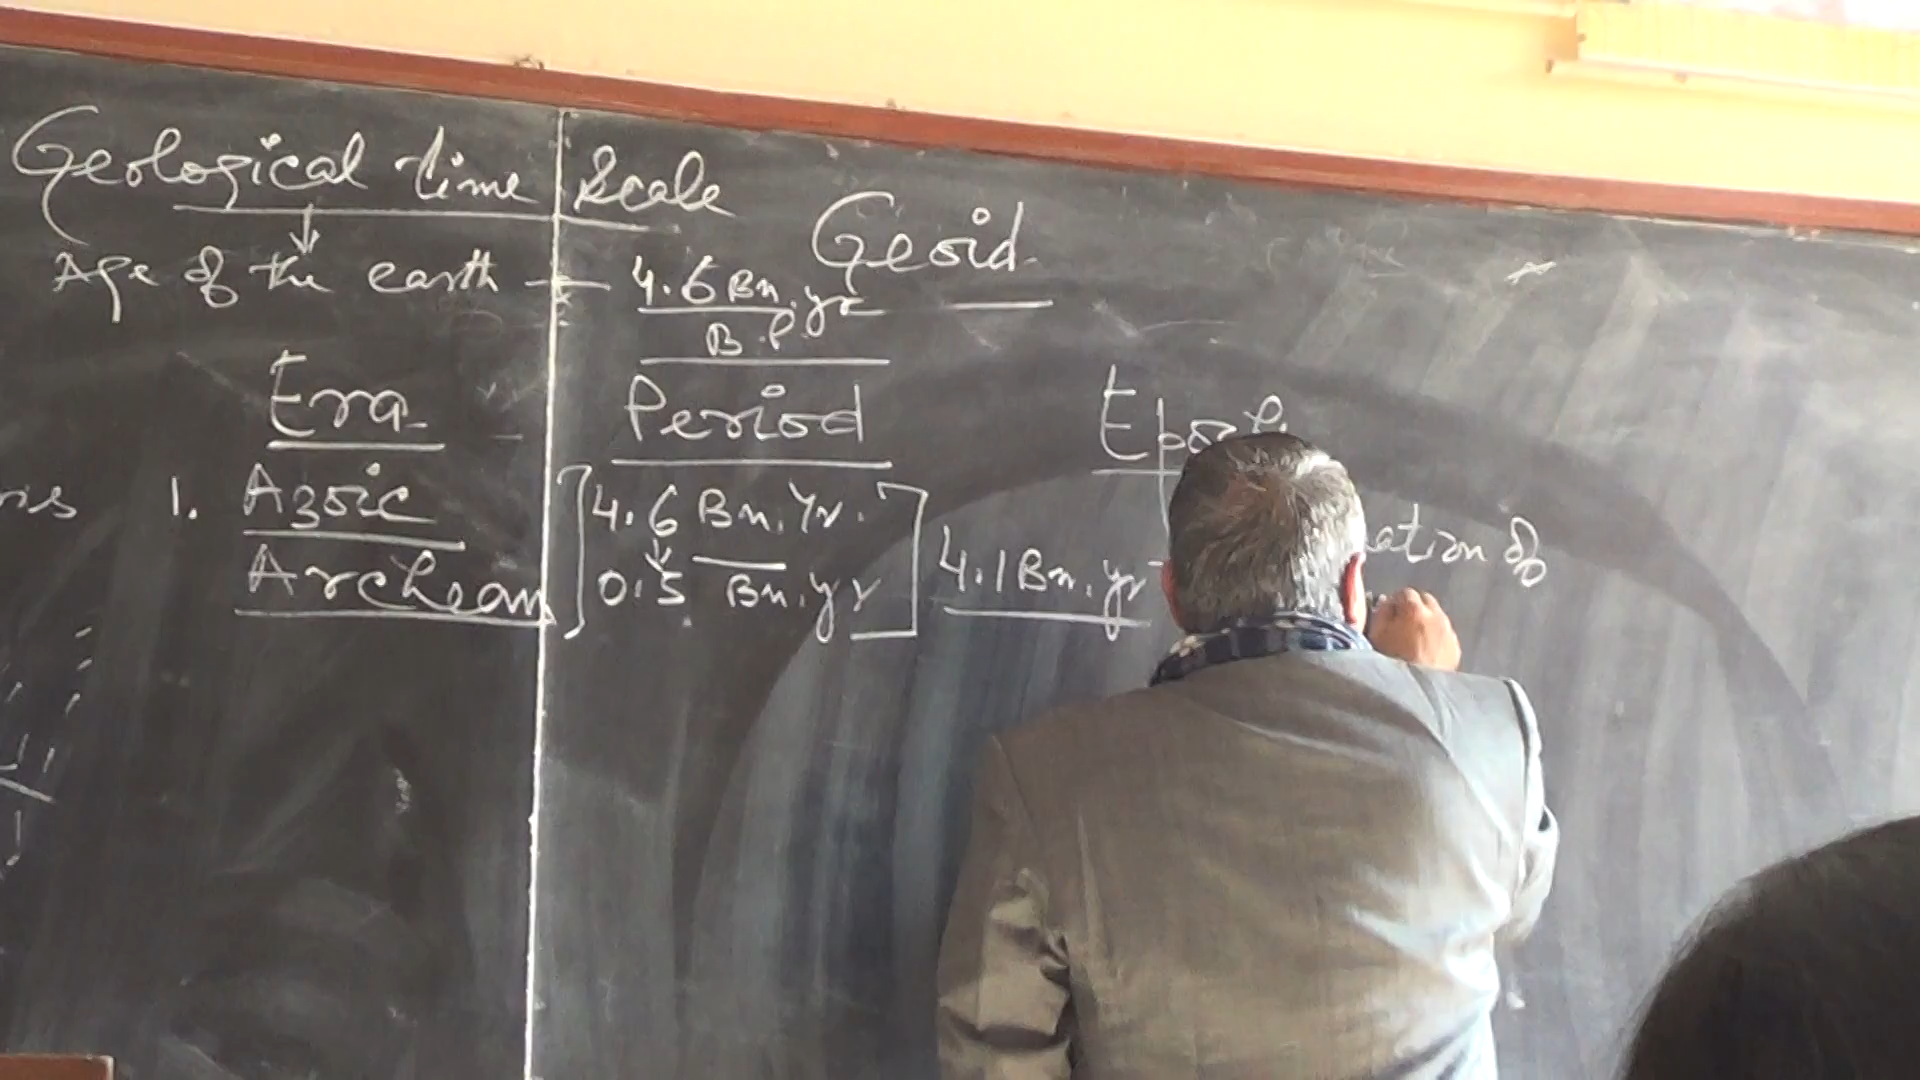 Geological Time Scale
Geoid
Age of the earth — 4.6 Bn. yr
B.P.
Era Period Epoch
1. Azoic 4.6 Bn. Yr.
Archean 0.5 Bn. yr 4.1 Bn. yr
of